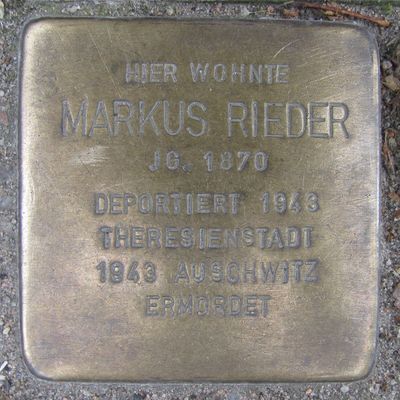 HIER WOHNTE
MARKUS RIEDER
JG. 1870
DEPORTIERT 1943
THERESIENSTADT
1943 AUSCHWITZ
ERMORDET